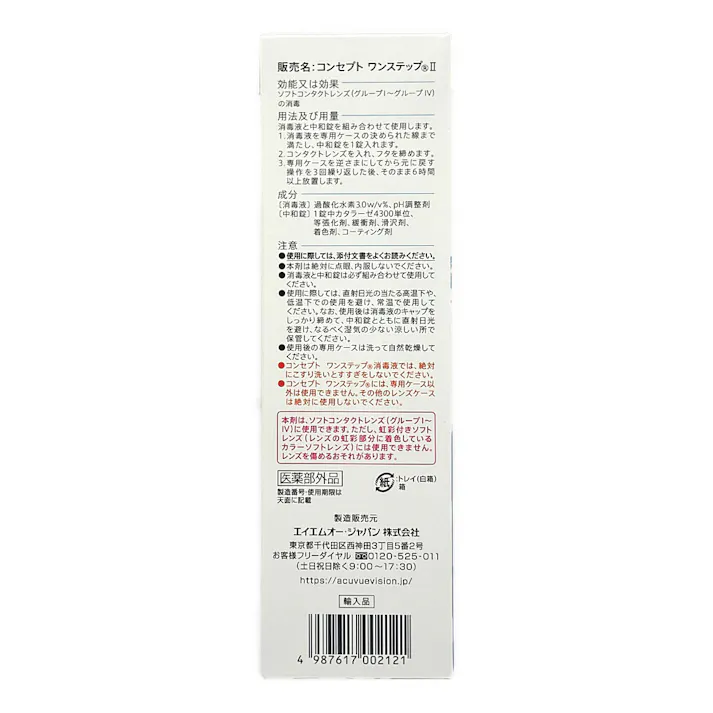 販売名:コンセプト ワンステップ®Ⅱ
効能又は効果
ソフトコンタクトレンズ(グループⅠ～グループⅣ)
の消毒
用法及び用量
消毒液と中和錠を組み合わせて使用します。
1.消毒液を専用ケースの決められた線まで
満たし、中和錠を1錠入れます。
2.コンタクトレンズを入れ、フタを締めます。
3.専用ケースを逆さまにしてから元に戻す
操作を3回繰り返した後、そのまま6時間
以上放置します。
成分
〔消毒液〕過酸化水素3.0w/v%、pH調整剤
〔中和錠〕1錠中カタラーゼ4300単位、
等張化剤、緩衝剤、滑沢剤、
着色剤、コーティング剤
注意
●使用に際しては、添付文書をよくお読みください。
●本剤は絶対に点眼、内服しないでください。
●消毒液と中和錠は必ず組み合わせて使用して
ください。
●使用に際しては、直射日光の当たる高温下や、
低温下での使用を避け、常温で使用して
ください。なお、使用後は消毒液のキャップを
しっかり締めて、中和錠とともに直射日光
を避け、なるべく湿気の少ない涼しい所で
保管してください。
●使用後の専用ケースは洗って自然乾燥して
ください。
●コンセプト ワンステップ®消毒液では、絶対
にこすり洗いとすすぎをしないでください。
●コンセプト ワンステップ®には、専用ケース以
外は使用できません。その他のレンズケース
は絶対に使用しないでください。
本剤は、ソフトコンタクトレンズ(グループⅠ～
Ⅳ)に使用できます。ただし、虹彩付きソフト
レンズ(レンズの虹彩部分に着色している
カラーソフトレンズ)には使用できません。
レンズを傷めるおそれがあります。
医薬部外品
製造番号・使用期限は
天面に記載
紙 :トレイ(白箱)
箱
製造販売元
エイエムオー・ジャパン株式会社
東京都千代田区西神田3丁目5番2号
お客様フリーダイヤル 0120-525-011
(土日祝日除く9:00～17:30)
https://acuvuevision.jp/
輸入品
4 987617 002121